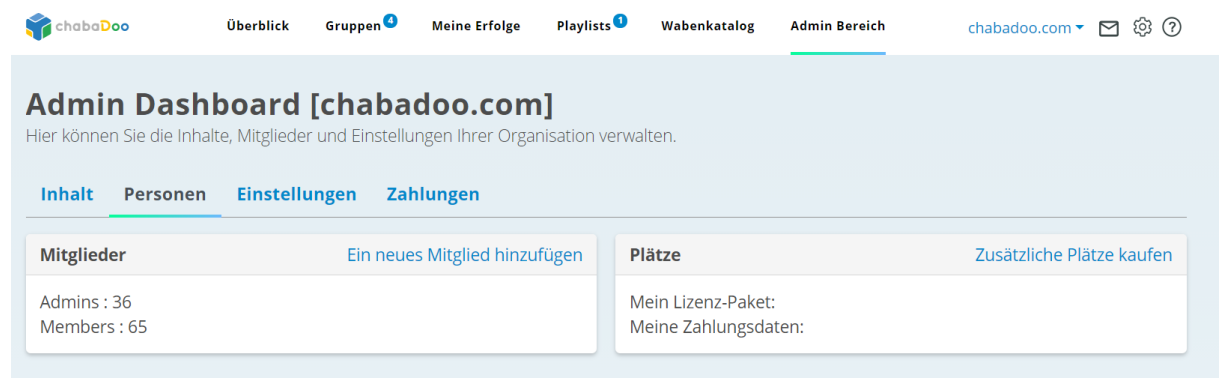 chabaDoo Überblick Gruppen 4 Meine Erfolge Playlists 1 Wabenkatalog Admin Bereich chabadoo.com
Admin Dashboard [chabadoo.com]
Hier können Sie die Inhalte, Mitglieder und Einstellungen Ihrer Organisation verwalten.
Inhalt Personen Einstellungen Zahlungen
Mitglieder Ein neues Mitglied hinzufügen
Admins : 36
Members : 65
Plätze Zusätzliche Plätze kaufen
Mein Lizenz-Paket:
Meine Zahlungsdaten: